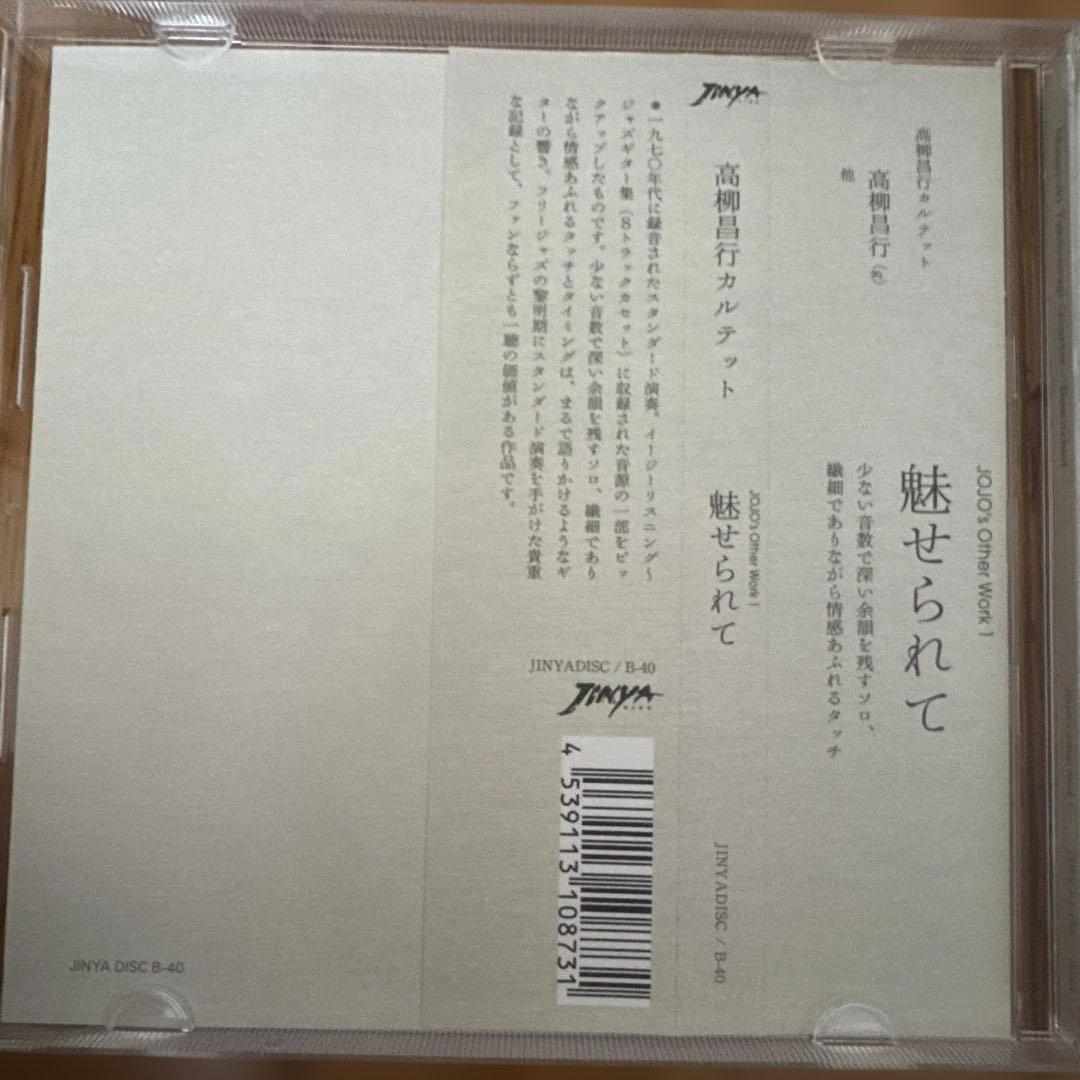 高柳昌行カルテット
高柳昌行(g)
他
JOJO's Other Work 1
魅せられて
少ない音数で深い余韻を残すソロ、
繊細でありながら情感あふれるタッチ
JINYA
高柳昌行カルテット
JOJO's Other Work 1
魅せられて
JINYADISC / B-40
＊一九七〇年代に録音されたスタンダード演奏。イージーリスニング〜
ジャズギター集（８トラックカセット）に収録された音源の一部をピッ
クアップしたものです。少ない音数で深い余韻を残すソロ、繊細であり
ながら情感あふれるタッチとタイミングは、まるで語りかけるようなギ
ターの響き。フリージャズの黎明期にスタンダード演奏を手がけた貴重
な記録として、ファンならずとも一聴の価値がある作品です。
JINYADISC / B-40
JINYA
4 539113 108731
JINYA DISC B-40